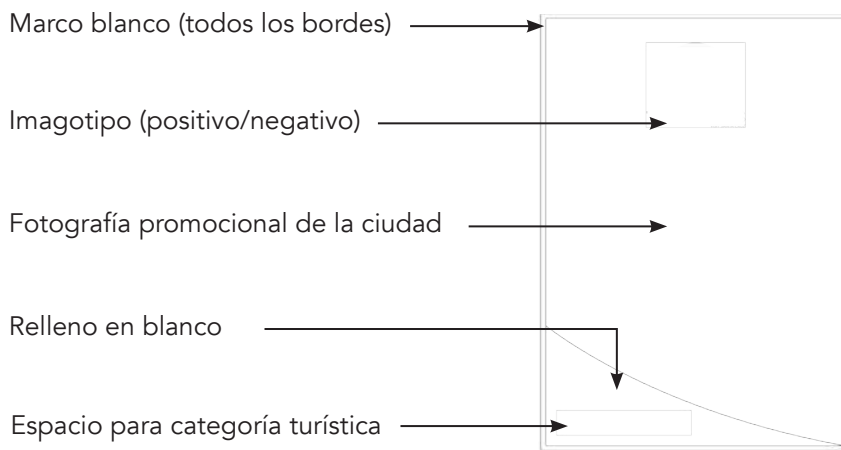 Marco blanco (todos los bordes)
Imagotipo (positivo/negativo)
Fotografía promocional de la ciudad
Relleno en blanco
Espacio para categoría turística